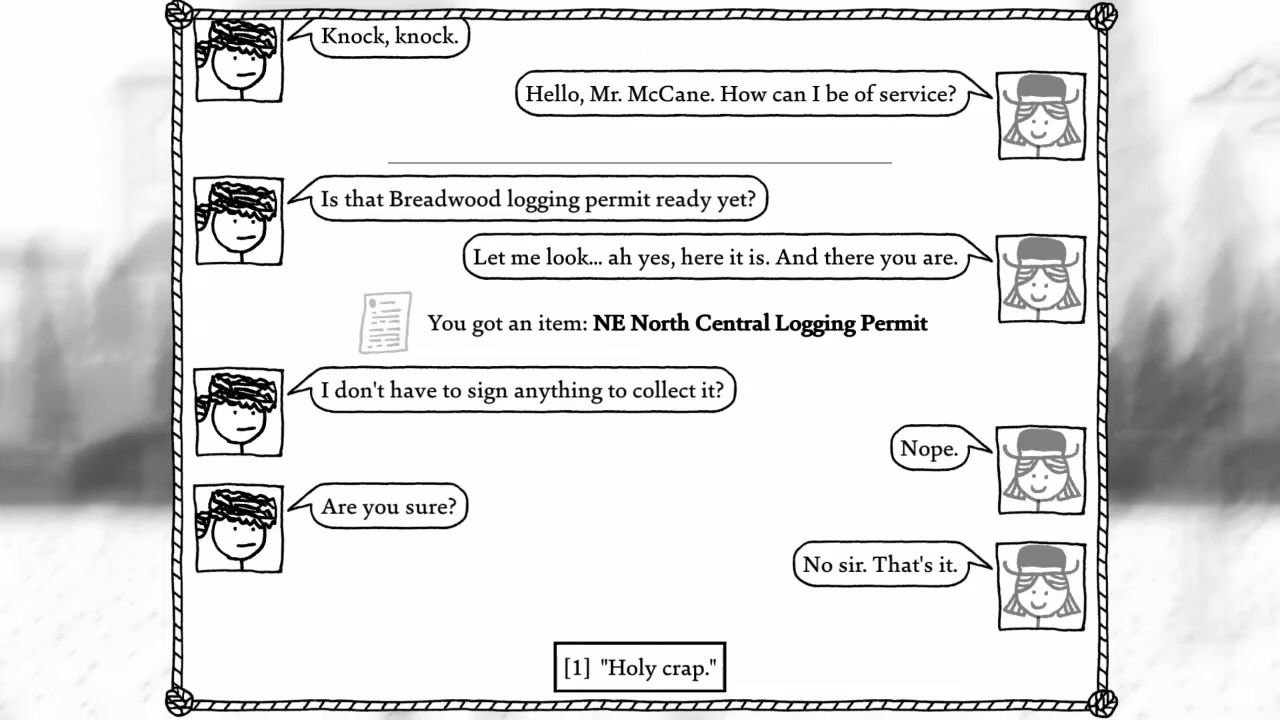 Knock, knock.
Hello, Mr. McCane. How can I be of service?
Is that Breadwood logging permit ready yet?
Let me look... ah yes, here it is. And there you are.
You got an item: NE North Central Logging Permit
I don't have to sign anything to collect it?
Nope.
Are you sure?
No sir. That's it.
[1] "Holy crap."